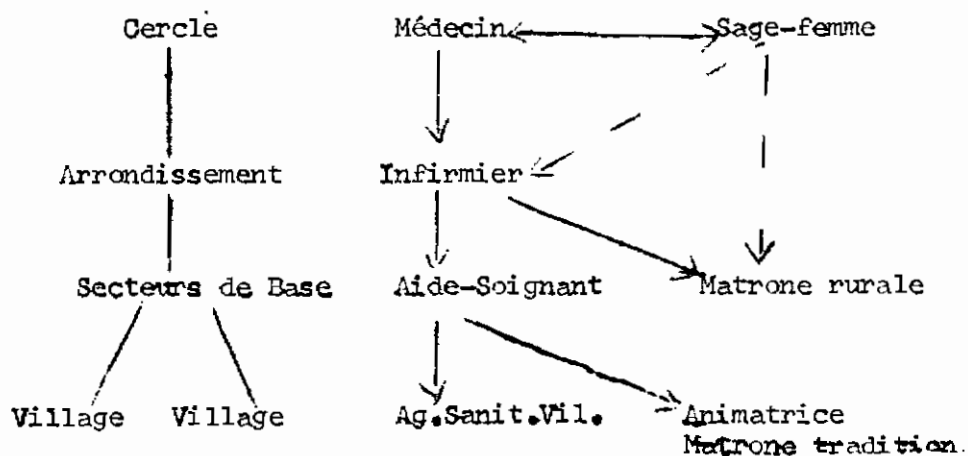 Cercle Médecin Sage-femme
Arrondissement Infirmier
Secteurs de Base Aide-Soignant Matrone rurale
Village Village Ag.Sanit.Vil. Animatrice
Matrone tradition.